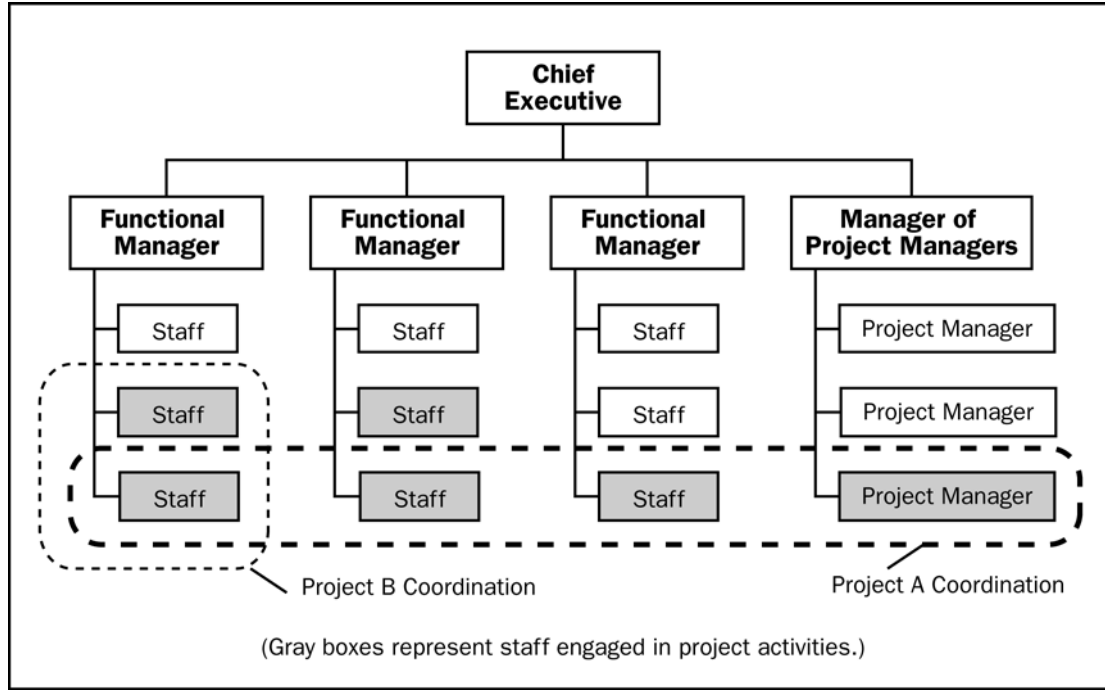 Chief
Executive
Functional
Manager
Functional
Manager
Functional
Manager
Manager of
Project Managers
Staff
Staff
Staff
Project Manager
Staff
Staff
Staff
Project Manager
Staff
Staff
Staff
Project Manager
Project B Coordination
Project A Coordination
(Gray boxes represent staff engaged in project activities.)